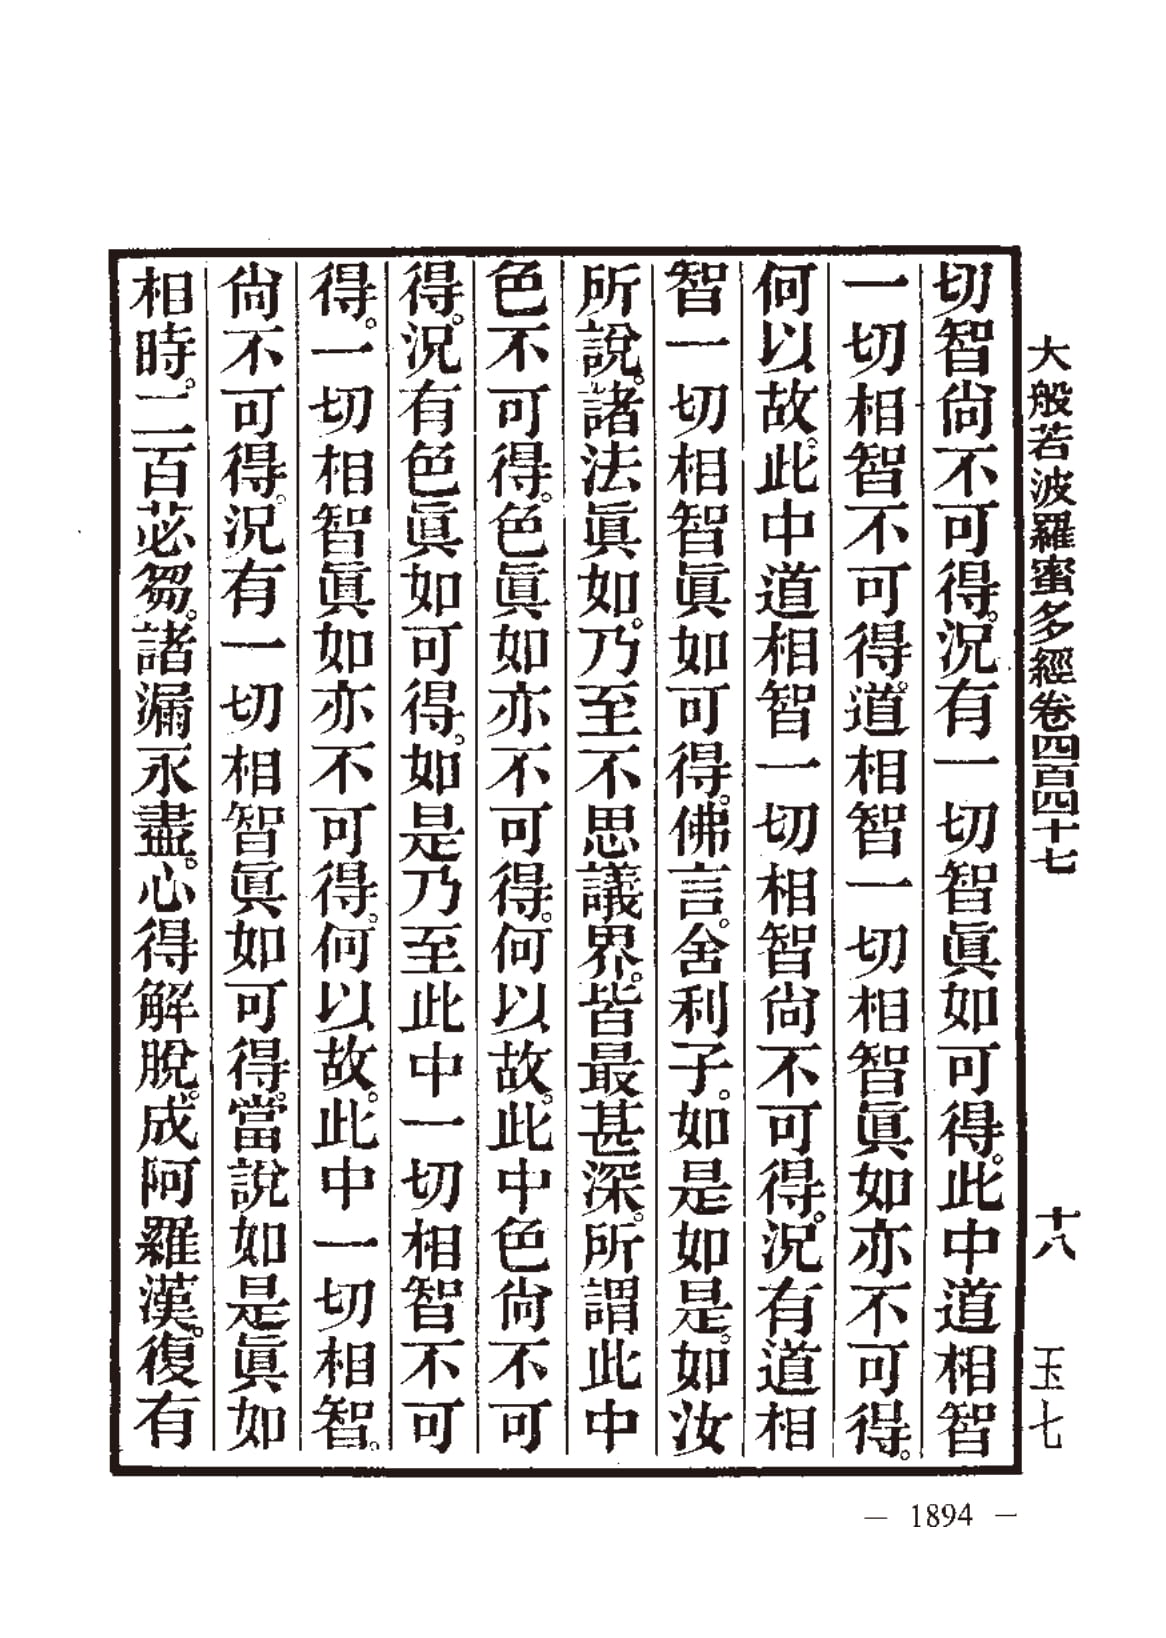 大般若波羅蜜多經卷四百四十七 十八 玉七
切智尙不可得。況有一切智眞如可得。此中道相智
一切相智不可得。道相智一切相智眞如亦不可得。
何以故。此中道相智一切相智尙不可得。況有道相
智一切相智眞如可得。佛言。舍利子。如是如是。如汝
所說。諸法眞如。乃至不思議界。皆最甚深。所謂此中
色不可得。色眞如亦不可得。何以故。此中色尙不可
得。況有色眞如可得。如是乃至此中一切相智不可
得。一切相智眞如亦不可得。何以故。此中一切相智。
尙不可得。況有一切相智眞如可得。當說如是眞如
相時。二百苾芻。諸漏永盡。心得解脫。成阿羅漢。復有
— 1894 —